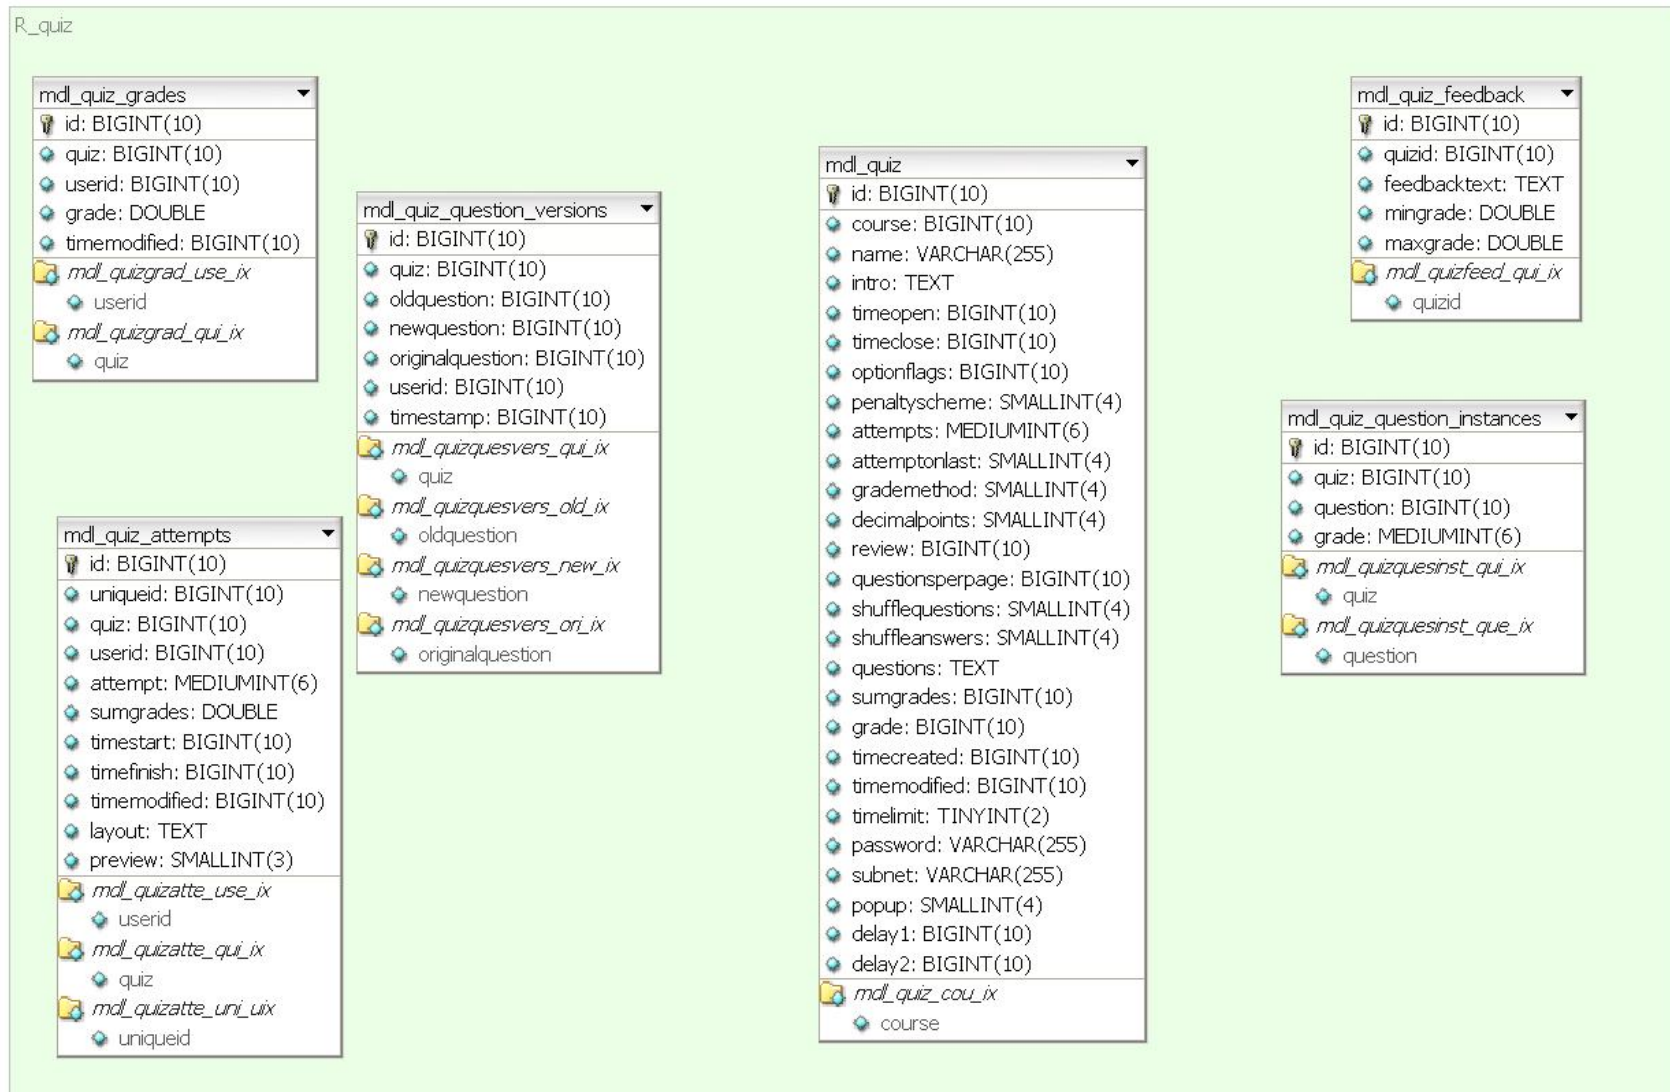 R_quiz
mdl_quiz_grades
id: BIGINT(10)
quiz: BIGINT(10)
userid: BIGINT(10)
grade: DOUBLE
timemodified: BIGINT(10)
mdl_quizgrad_use_ix
userid
mdl_quizgrad_qui_ix
quiz
mdl_quiz_question_versions
id: BIGINT(10)
quiz: BIGINT(10)
oldquestion: BIGINT(10)
newquestion: BIGINT(10)
originalquestion: BIGINT(10)
userid: BIGINT(10)
timestamp: BIGINT(10)
mdl_quizquesvers_qui_ix
quiz
mdl_quizquesvers_old_ix
oldquestion
mdl_quizquesvers_new_ix
newquestion
mdl_quizquesvers_ori_ix
originalquestion
mdl_quiz_attempts
id: BIGINT(10)
uniqueid: BIGINT(10)
quiz: BIGINT(10)
userid: BIGINT(10)
attempt: MEDIUMINT(6)
sumgrades: DOUBLE
timestart: BIGINT(10)
timefinish: BIGINT(10)
timemodified: BIGINT(10)
layout: TEXT
preview: SMALLINT(3)
mdl_quizatte_use_ix
userid
mdl_quizatte_qui_ix
quiz
mdl_quizatte_uni_uix
uniqueid
mdl_quiz
id: BIGINT(10)
course: BIGINT(10)
name: VARCHAR(255)
intro: TEXT
timeopen: BIGINT(10)
timeclose: BIGINT(10)
optionflags: BIGINT(10)
penaltyscheme: SMALLINT(4)
attempts: MEDIUMINT(6)
attemptonlast: SMALLINT(4)
grademethod: SMALLINT(4)
decimalpoints: SMALLINT(4)
review: BIGINT(10)
questionsperpage: BIGINT(10)
shufflequestions: SMALLINT(4)
shuffleanswers: SMALLINT(4)
questions: TEXT
sumgrades: BIGINT(10)
grade: BIGINT(10)
timecreated: BIGINT(10)
timemodified: BIGINT(10)
timelimit: TINYINT(2)
password: VARCHAR(255)
subnet: VARCHAR(255)
popup: SMALLINT(4)
delay1: BIGINT(10)
delay2: BIGINT(10)
mdl_quiz_cou_ix
course
mdl_quiz_feedback
id: BIGINT(10)
quizid: BIGINT(10)
feedbacktext: TEXT
mingrade: DOUBLE
maxgrade: DOUBLE
mdl_quizfeed_qui_ix
quizid
mdl_quiz_question_instances
id: BIGINT(10)
quiz: BIGINT(10)
question: BIGINT(10)
grade: MEDIUMINT(6)
mdl_quizquesinst_qui_ix
quiz
mdl_quizquesinst_que_ix
question